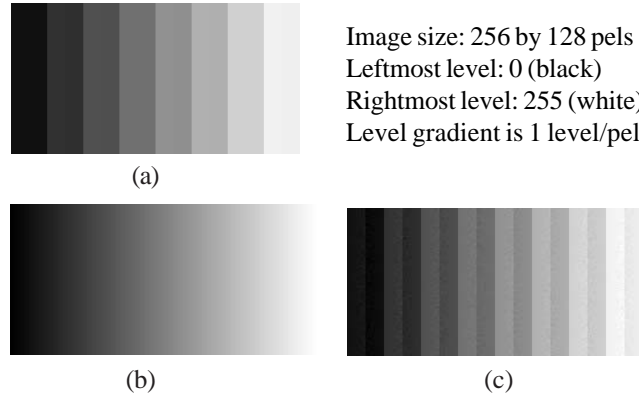 Image size: 256 by 128 pels
Leftmost level: 0 (black)
Rightmost level: 255 (white)
Level gradient is 1 level/pel
(a)
(b)
(c)